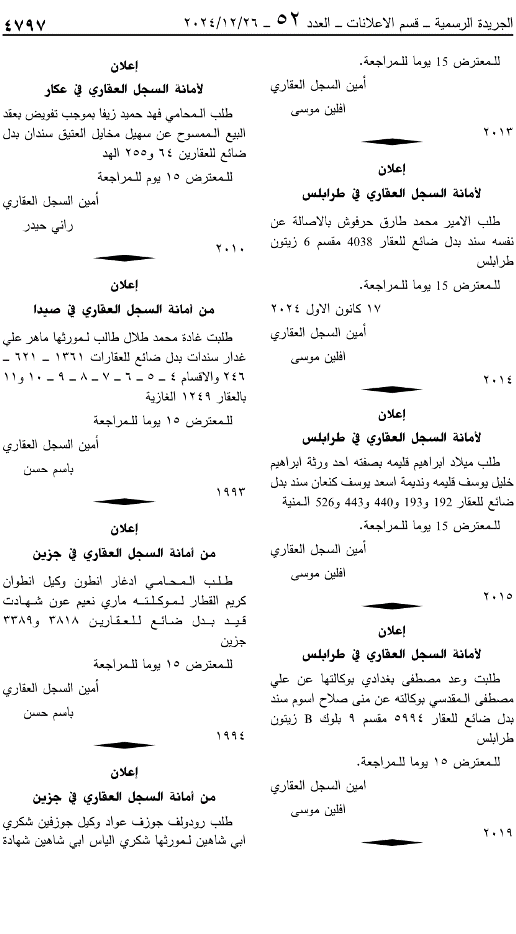 الجريدة الرسمية ــ قسم الاعلانات ــ العدد ٥٢ ــ ٢٠٢٤/١٢/٢٦
٤٧٩٧
للمعترض 15 يوما للمراجعة.
أمين السجل العقاري
افلين موسى
٢٠١٣
إعلان
لأمانة السجل العقاري في طرابلس
طلب الامير محمد طارق حرفوش بالاصالة عن
نفسه سند بدل ضائع للعقار 4038 مقسم 6 زيتون
طرابلس
للمعترض 15 يوما للمراجعة.
١٧ كانون الاول ٢٠٢٤
أمين السجل العقاري
افلين موسى
٢٠١٤
إعلان
لأمانة السجل العقاري في طرابلس
طلب ميلاد ابراهيم قليمه بصفته احد ورثة ابراهيم
خليل يوسف قليمه ونديمة اسعد يوسف كنعان سند بدل
ضائع للعقار 192 و193 و440 و443 و526 المنية
للمعترض 15 يوما للمراجعة.
أمين السجل العقاري
افلين موسى
٢٠١٥
إعلان
لأمانة السجل العقاري في طرابلس
طلبت وعد مصطفى بغدادي بوكالتها عن علي
مصطفى المقدسي بوكالته عن منى صلاح اسوم سند
بدل ضائع للعقار ٥٩٩٤ مقسم ٩ بلوك B زيتون
طرابلس
للمعترض ١٥ يوما للمراجعة.
امين السجل العقاري
افلين موسى
٢٠١٩
إعلان
لأمانة السجل العقاري في عكار
طلب المحامي فهد حميد زيفا بموجب تفويض بعقد
البيع الممسوح عن سهيل مخايل العتيق سندان بدل
ضائع للعقارين ٦٤ و٢٥٥ الهد
للمعترض ١٥ يوم للمراجعة
أمين السجل العقاري
راني حيدر
٢٠١٠
إعلان
من أمانة السجل العقاري في صيدا
طلبت غادة محمد طلال طالب لمورثها ماهر علي
غدار سندات بدل ضائع للعقارات ١٣٦١ ــ ٦٢١ ــ
٢٤٦ والاقسام ٤ ــ ٥ ــ ٦ ــ ٧ ــ ٨ ــ ٩ ــ ١٠ و١١
بالعقار ١٢٤٩ الغازية
للمعترض ١٥ يوما للمراجعة
أمين السجل العقاري
باسم حسن
١٩٩٣
إعلان
من أمانة السجل العقاري في جزين
طلب المحامي ادغار انطون وكيل انطوان
كريم القطار لموكلته ماري نعيم عون شهادت
قيد بدل ضائع للعقارين ٣٨١٨ و٣٣٨٩
جزين
للمعترض ١٥ يوما للمراجعة
أمين السجل العقاري
باسم حسن
١٩٩٤
إعلان
من أمانة السجل العقاري في جزين
طلب رودولف جوزف عواد وكيل جوزفين شكري
ابي شاهين لمورثها شكري الياس ابي شاهين شهادة